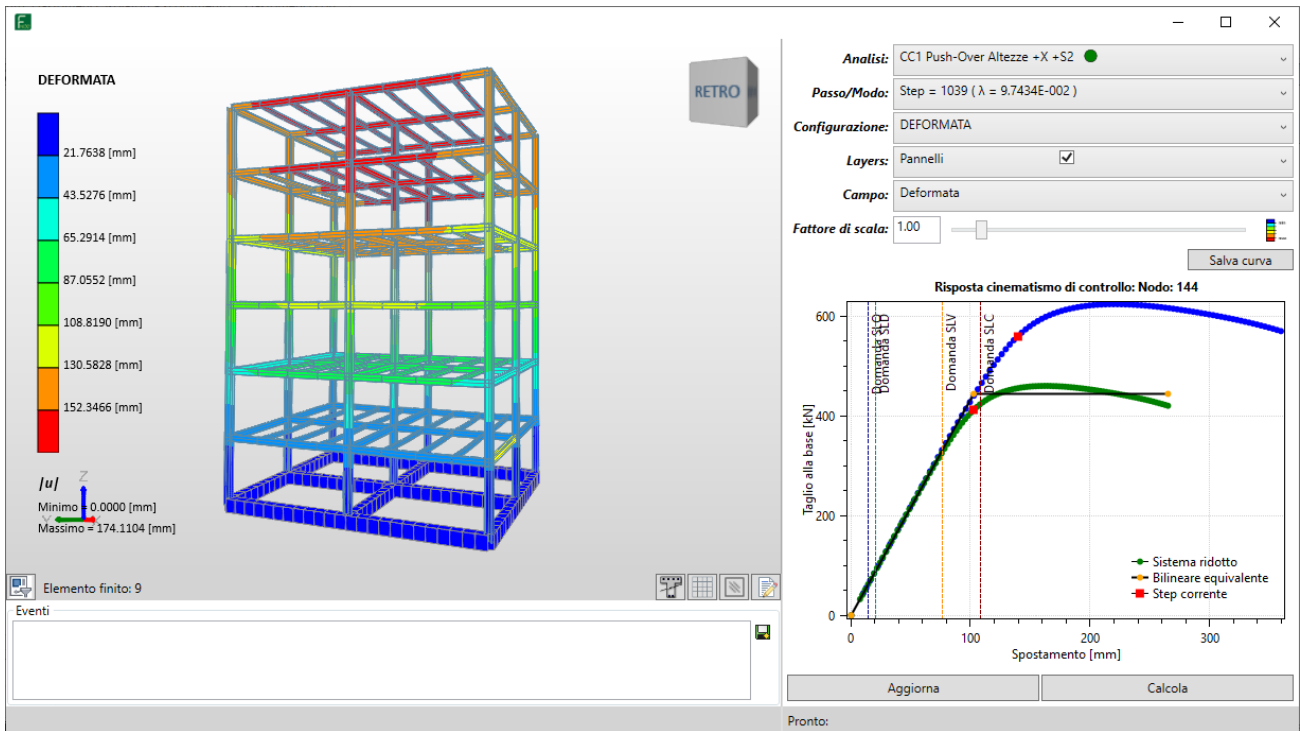 DEFORMATA
21.7638 [mm]
43.5276 [mm]
65.2914 [mm]
87.0552 [mm]
108.8190 [mm]
130.5828 [mm]
152.3466 [mm]
|u|
Z
Y
Minimo = 0.0000 [mm]
Massimo = 174.1104 [mm]
RETRO
Elemento finito: 9
Eventi
Analisi: CC1 Push-Over Altezze +X +S2
Passo/Modo: Step = 1039 ( λ = 9.7434E-002 )
Configurazione: DEFORMATA
Layers: Pannelli
Campo: Deformata
Fattore di scala: 1.00
Salva curva
Risposta cinematismo di controllo: Nodo: 144
Taglio alla base [kN]
600
400
200
0
Domanda SLO
Domanda SLD
Domanda SLV
Domanda SLC
Sistema ridotto
Bilineare equivalente
Step corrente
0 100 200 300
Spostamento [mm]
Aggiorna
Calcola
Pronto: